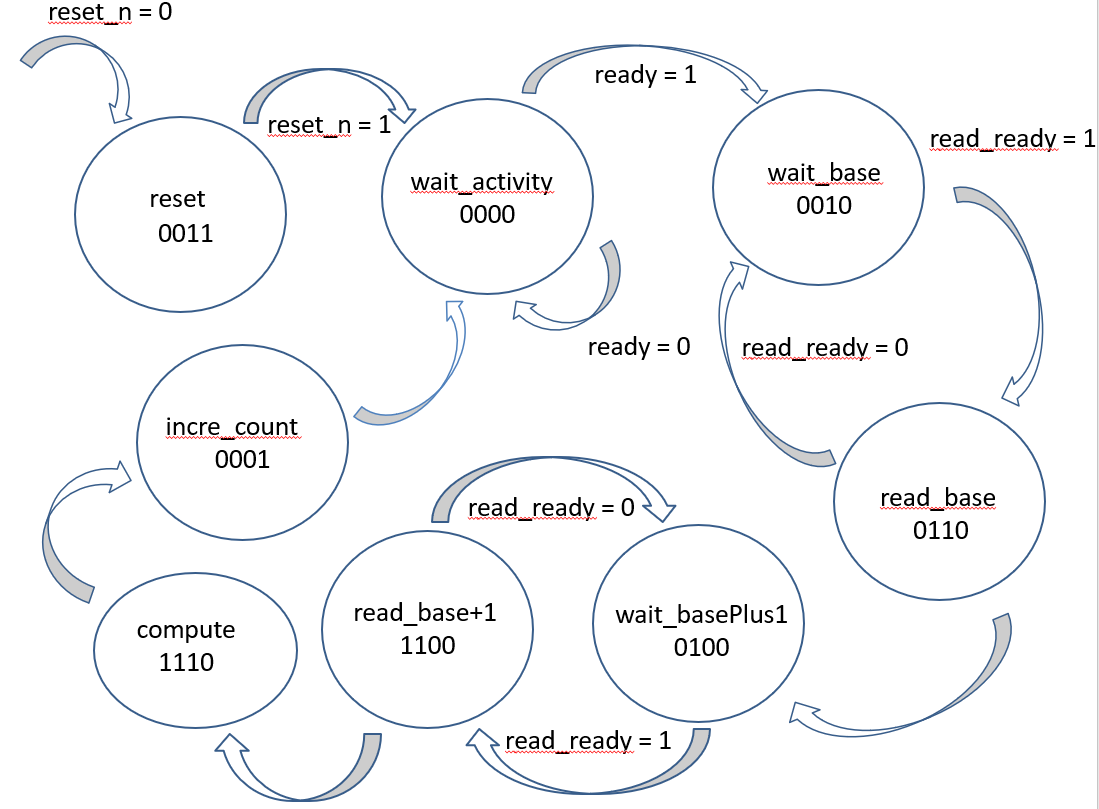 reset_n = 0
ready = 1
reset_n = 1
read_ready = 1
reset
0011
wait_activity
0000
wait_base
0010
ready = 0
read_ready = 0
incre_count
0001
read_base
0110
read_ready = 0
read_base+1
1100
wait_basePlus1
0100
compute
1110
read_ready = 1